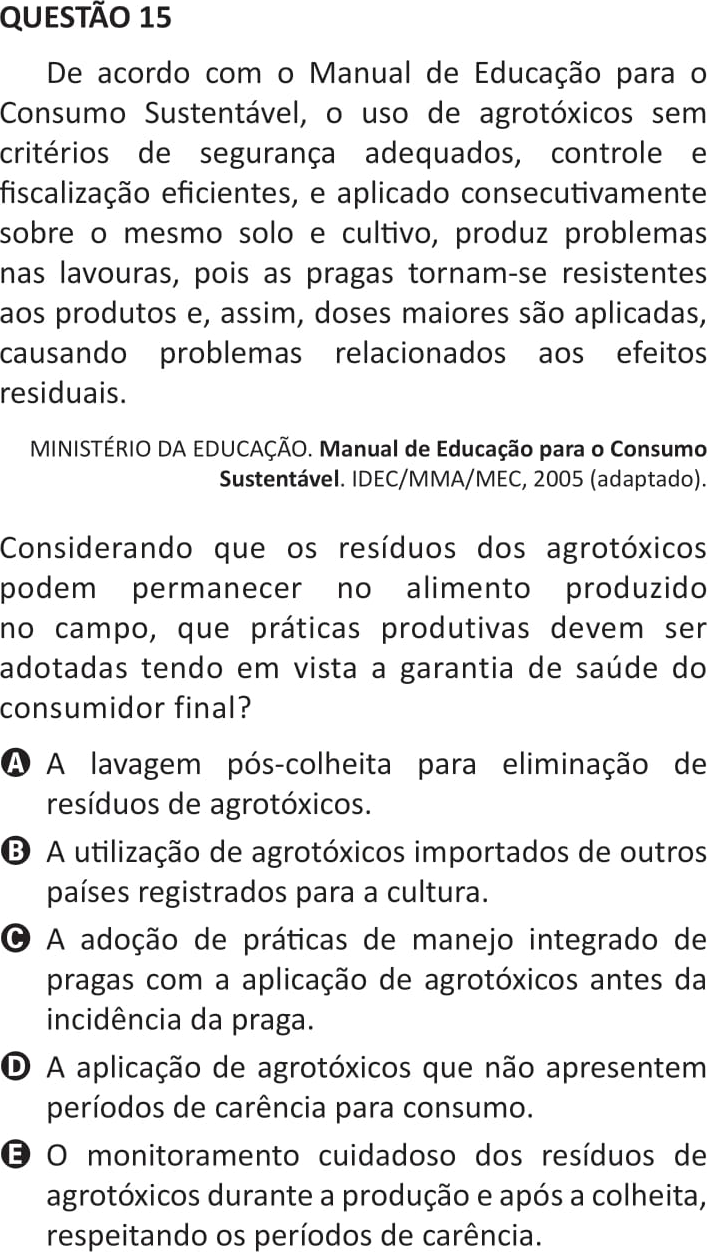 QUESTÃO 15
De acordo com o Manual de Educação para o
Consumo Sustentável, o uso de agrotóxicos sem
critérios de segurança adequados, controle e
fiscalização eficientes, e aplicado consecutivamente
sobre o mesmo solo e cultivo, produz problemas
nas lavouras, pois as pragas tornam-se resistentes
aos produtos e, assim, doses maiores são aplicadas,
causando problemas relacionados aos efeitos
residuais.
MINISTÉRIO DA EDUCAÇÃO. Manual de Educação para o Consumo
Sustentável. IDEC/MMA/MEC, 2005 (adaptado).
Considerando que os resíduos dos agrotóxicos
podem permanecer no alimento produzido
no campo, que práticas produtivas devem ser
adotadas tendo em vista a garantia de saúde do
consumidor final?
A A lavagem pós-colheita para eliminação de
resíduos de agrotóxicos.
B A utilização de agrotóxicos importados de outros
países registrados para a cultura.
C A adoção de práticas de manejo integrado de
pragas com a aplicação de agrotóxicos antes da
incidência da praga.
D A aplicação de agrotóxicos que não apresentem
períodos de carência para consumo.
E O monitoramento cuidadoso dos resíduos de
agrotóxicos durante a produção e após a colheita,
respeitando os períodos de carência.